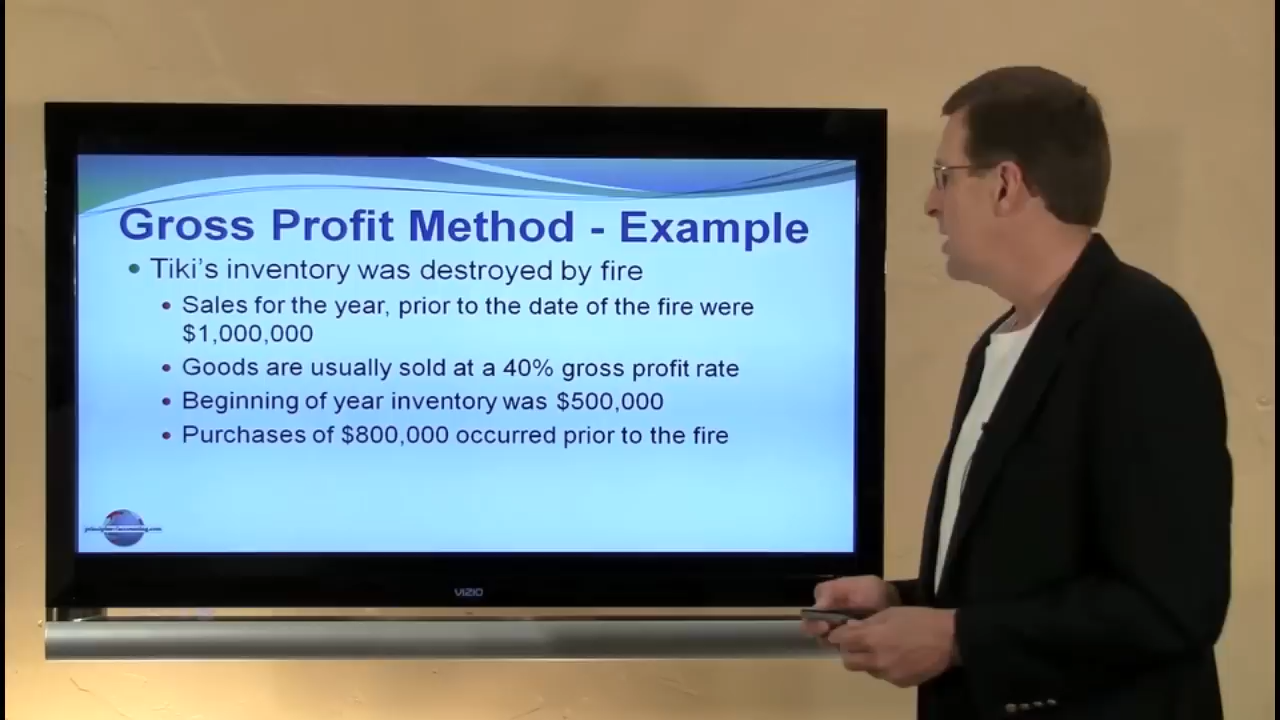 Gross Profit Method - Example
• Tiki's inventory was destroyed by fire
• Sales for the year, prior to the date of the fire were
$1,000,000
• Goods are usually sold at a 40% gross profit rate
• Beginning of year inventory was $500,000
• Purchases of $800,000 occurred prior to the fire
VIZIO